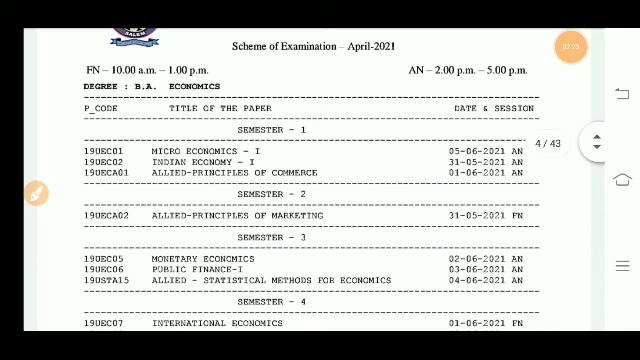 SALEM
Scheme of Examination – April-2021
FN – 10.00 a.m. – 1.00 p.m. AN – 2.00 p.m. – 5.00 p.m.
DEGREE : B.A. ECONOMICS
P_CODE TITLE OF THE PAPER DATE & SESSION
SEMESTER - 1
19UEC01 MICRO ECONOMICS - I 05-06-2021 AN
19UEC02 INDIAN ECONOMY - I 31-05-2021 AN
19UECA01 ALLIED-PRINCIPLES OF COMMERCE 01-06-2021 AN
SEMESTER - 2
19UECA02 ALLIED-PRINCIPLES OF MARKETING 31-05-2021 FN
SEMESTER - 3
19UEC05 MONETARY ECONOMICS 02-06-2021 AN
19UEC06 PUBLIC FINANCE-I 03-06-2021 AN
19USTA15 ALLIED - STATISTICAL METHODS FOR ECONOMICS 04-06-2021 AN
SEMESTER - 4
19UEC07 INTERNATIONAL ECONOMICS 01-06-2021 FN
4 / 43
02:23